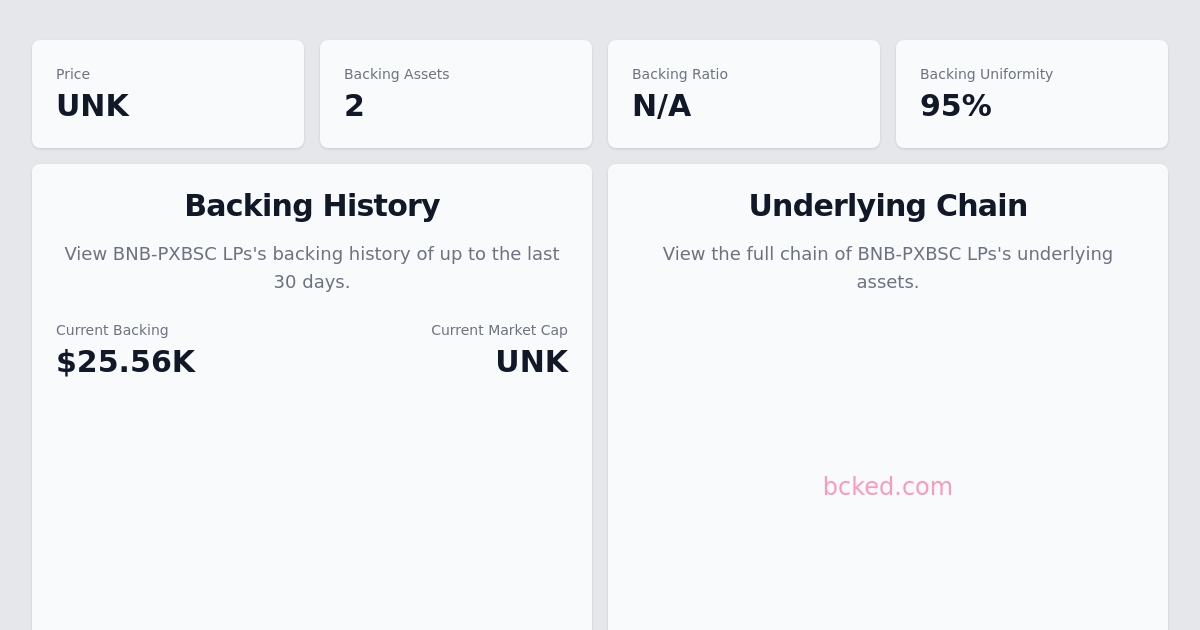 Price
UNK
Backing Assets
2
Backing Ratio
N/A
Backing Uniformity
95%
Backing History
View BNB-PXBSC LPs's backing history of up to the last
30 days.
Current Backing
$25.56K
Current Market Cap
UNK
Underlying Chain
View the full chain of BNB-PXBSC LPs's underlying
assets.
bcked.com